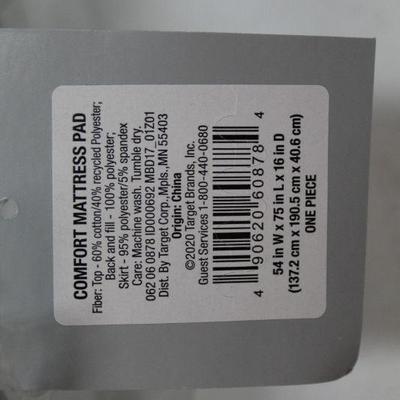 COMFORT MATTRESS PAD
Fiber: Top - 60% cotton/40% recycled Polyester;
Back and fill - 100% polyester;
Skirt - 95% polyester/5% spandex
Care: Machine wash. Tumble dry.
062 06 0878 ID000692 MBD17_01Z01
Dist. By Target Corp., Mpls.,MN 55403
Origin: China
©2020 Target Brands, Inc.
Guest Services 1-800-440-0680
4 90620 60878 4
54 in W x 75 in L x 16 in D
(137.2 cm x 190.5 cm x 40.6 cm)
ONE PIECE